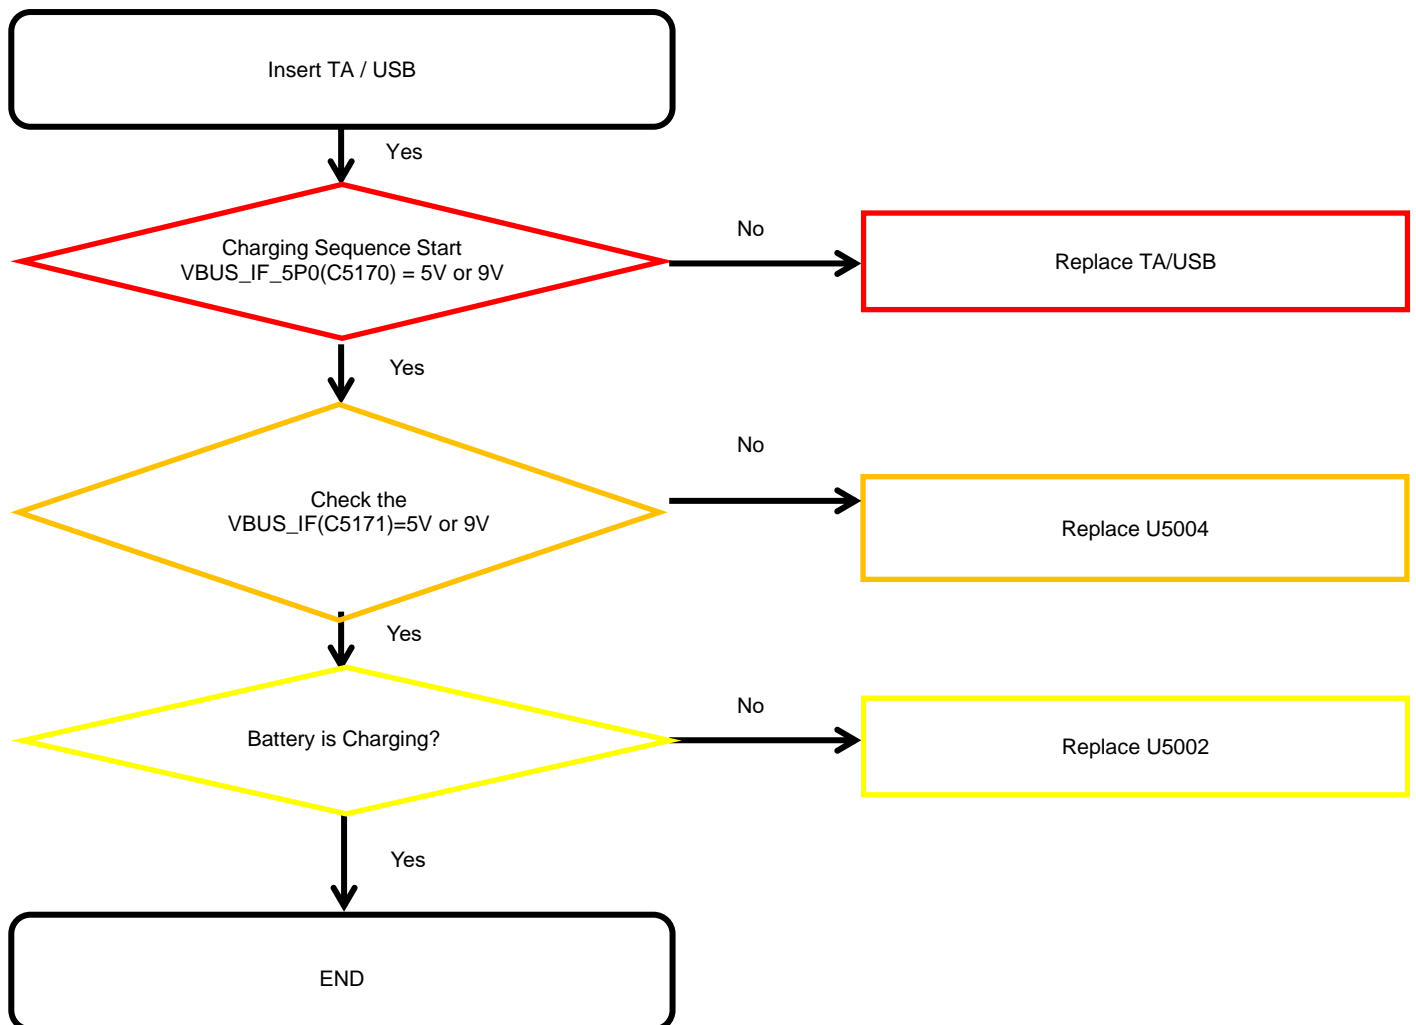 Insert TA / USB
Yes
Charging Sequence Start
VBUS_IF_5P0(C5170) = 5V or 9V
No
Replace TA/USB
Yes
Check the
VBUS_IF(C5171)=5V or 9V
No
Replace U5004
Yes
Battery is Charging?
No
Replace U5002
Yes
END